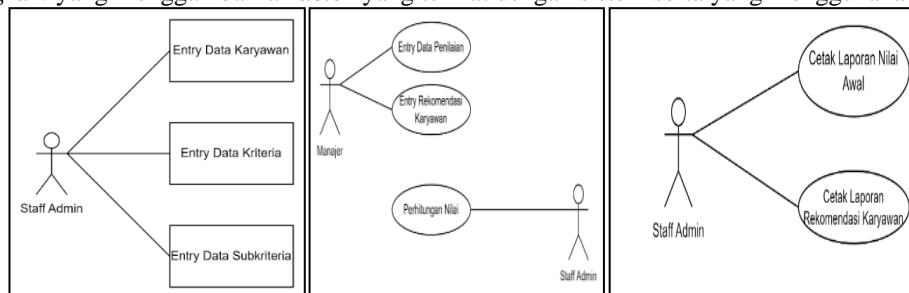 Entry Data Karyawan
Entry Data Kriteria
Staff Admin
Entry Data Subkriteria
Entry Data Penilaian
Entry Rekomendasi
Karyawan
Manajer
Perhitungan Nilai
Staff Admin
Cetak Laporan Nilai
Awal
Cetak Laporan
Rekomendasi Karyawan
Staff Admin